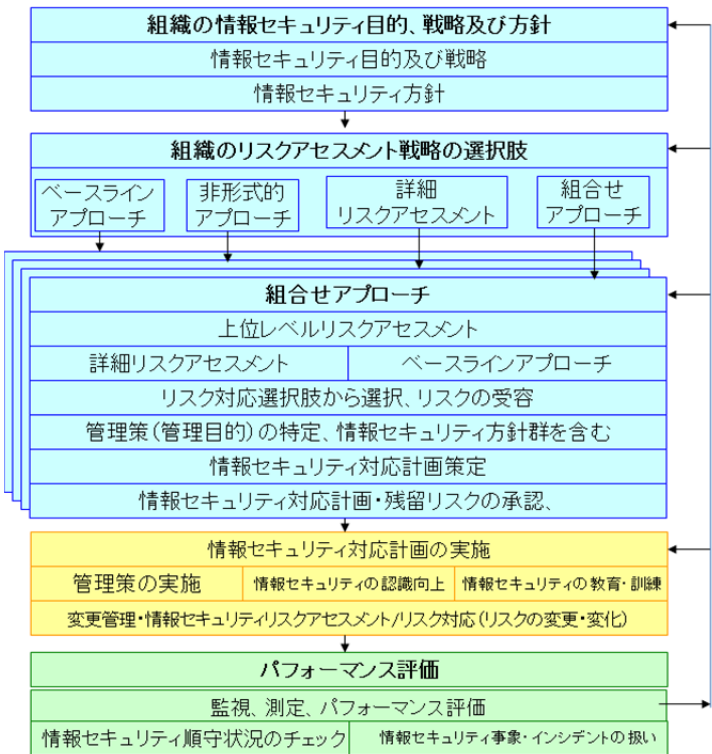 組織の情報セキュリティ目的、戦略及び方針
情報セキュリティ目的及び戦略
情報セキュリティ方針
組織のリスクアセスメント戦略の選択肢
ベースライン
アプローチ
非形式的
アプローチ
詳細
リスクアセスメント
組合せ
アプローチ
組合せアプローチ
上位レベルリスクアセスメント
詳細リスクアセスメント
ベースラインアプローチ
リスク対応選択肢から選択、リスクの受容
管理策(管理目的)の特定、情報セキュリティ方針群を含む
情報セキュリティ対応計画策定
情報セキュリティ対応計画・残留リスクの承認、
情報セキュリティ対応計画の実施
管理策の実施
情報セキュリティの認識向上
情報セキュリティの教育・訓練
変更管理・情報セキュリティリスクアセスメント/リスク対応(リスクの変更・変化)
パフォーマンス評価
監視、測定、パフォーマンス評価
情報セキュリティ順守状況のチェック
情報セキュリティ事象・インシデントの扱い